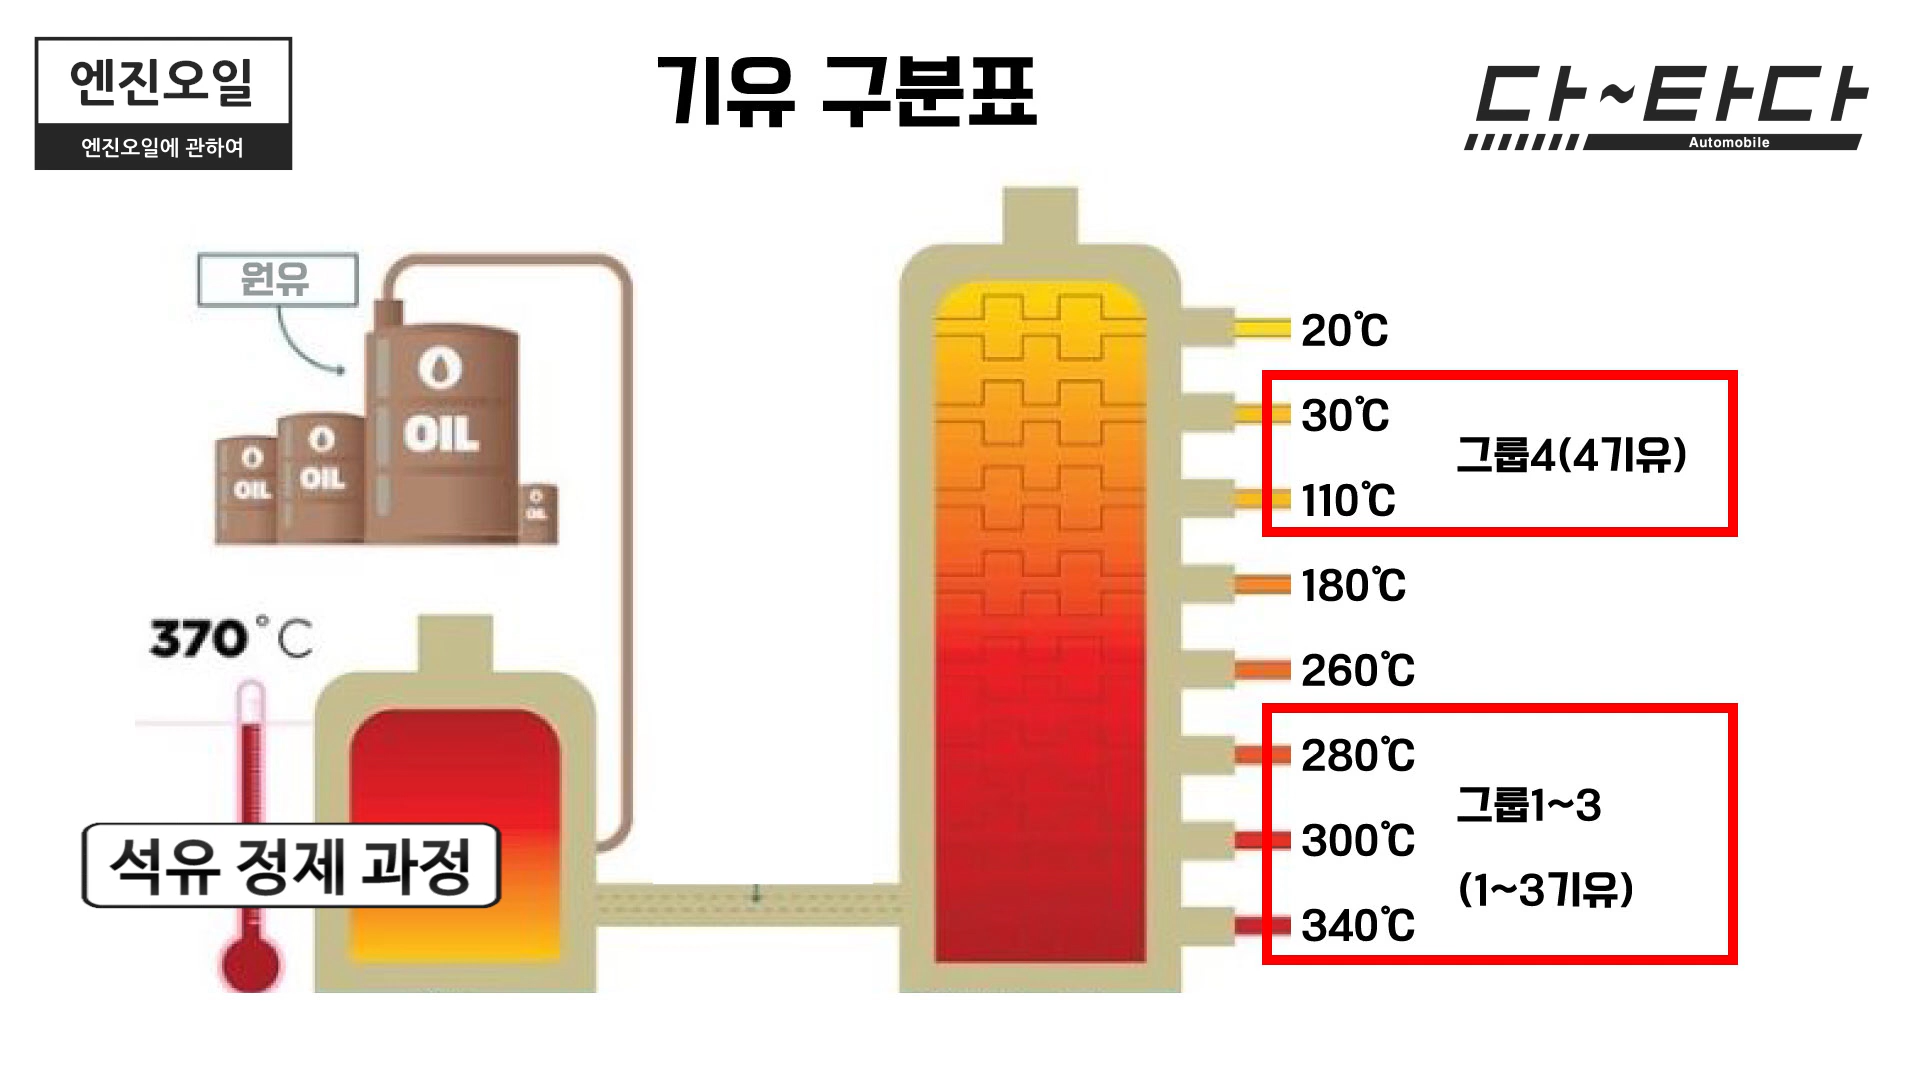 엔진오일
엔진오일에 관하여
기유 구분표
다~타다
Automobile
원유
OIL
OIL
OIL
OIL
370°C
석유 정제 과정
20℃
30℃
110℃
그룹4(4기유)
180℃
260℃
280℃
300℃
340℃
그룹1~3
(1~3기유)